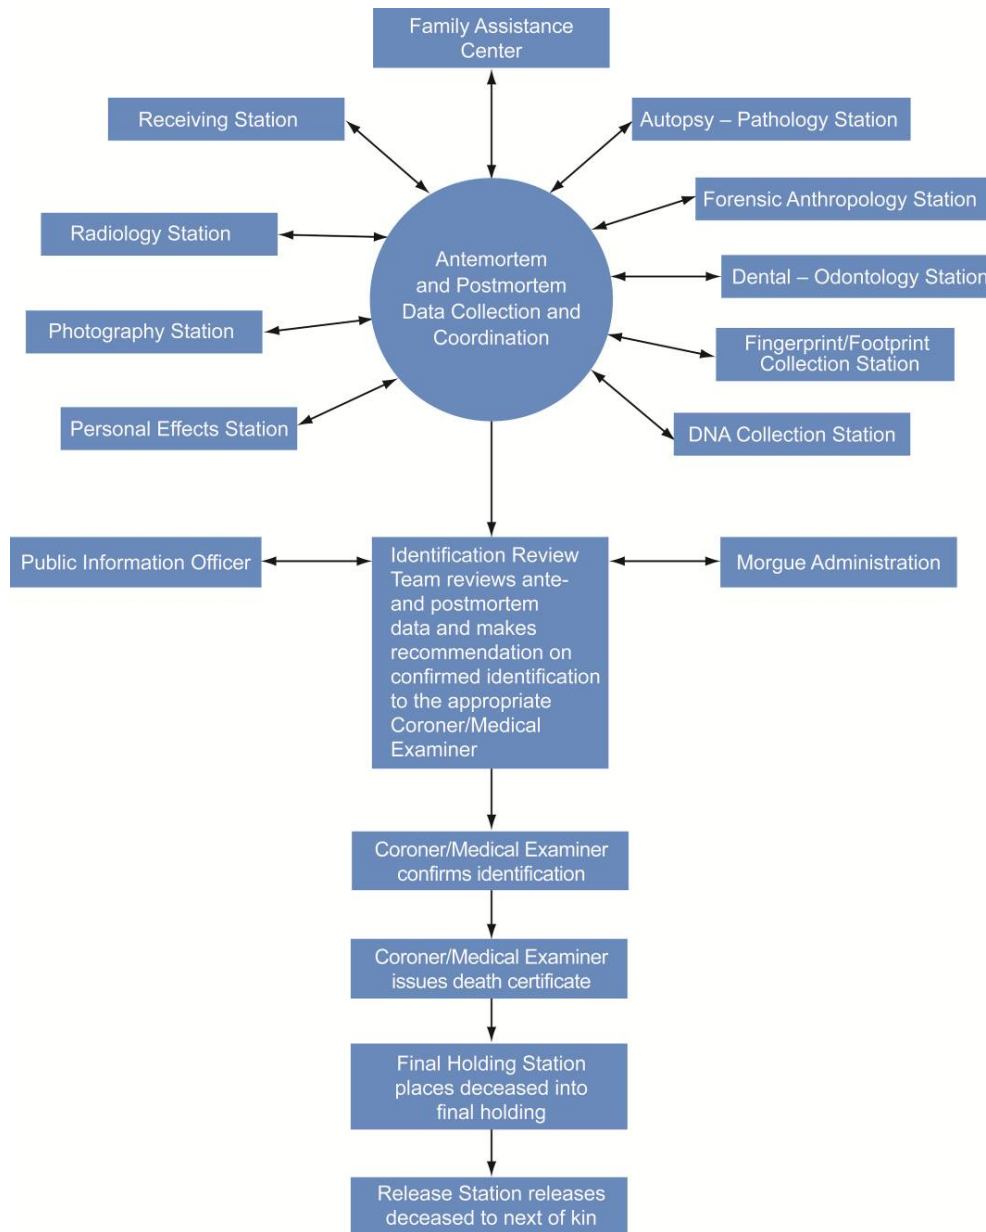 Family Assistance
Center
Receiving Station
Autopsy – Pathology Station
Radiology Station
Forensic Anthropology Station
Antemortem
and Postmortem
Data Collection and
Coordination
Dental – Odontology Station
Photography Station
Fingerprint/Footprint
Collection Station
Personal Effects Station
DNA Collection Station
Public Information Officer
Identification Review
Team reviews ante-
and postmortem
data and makes
recommendation on
confirmed identification
to the appropriate
Coroner/Medical
Examiner
Morgue Administration
Coroner/Medical Examiner
confirms identification
Coroner/Medical Examiner
issues death certificate
Final Holding Station
places deceased into
final holding
Release Station releases
deceased to next of kin